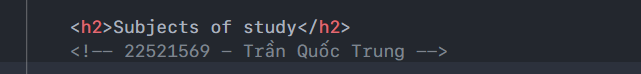 <h2>Subjects of study</h2>
<!-- 22521569 - Trần Quốc Trung -->